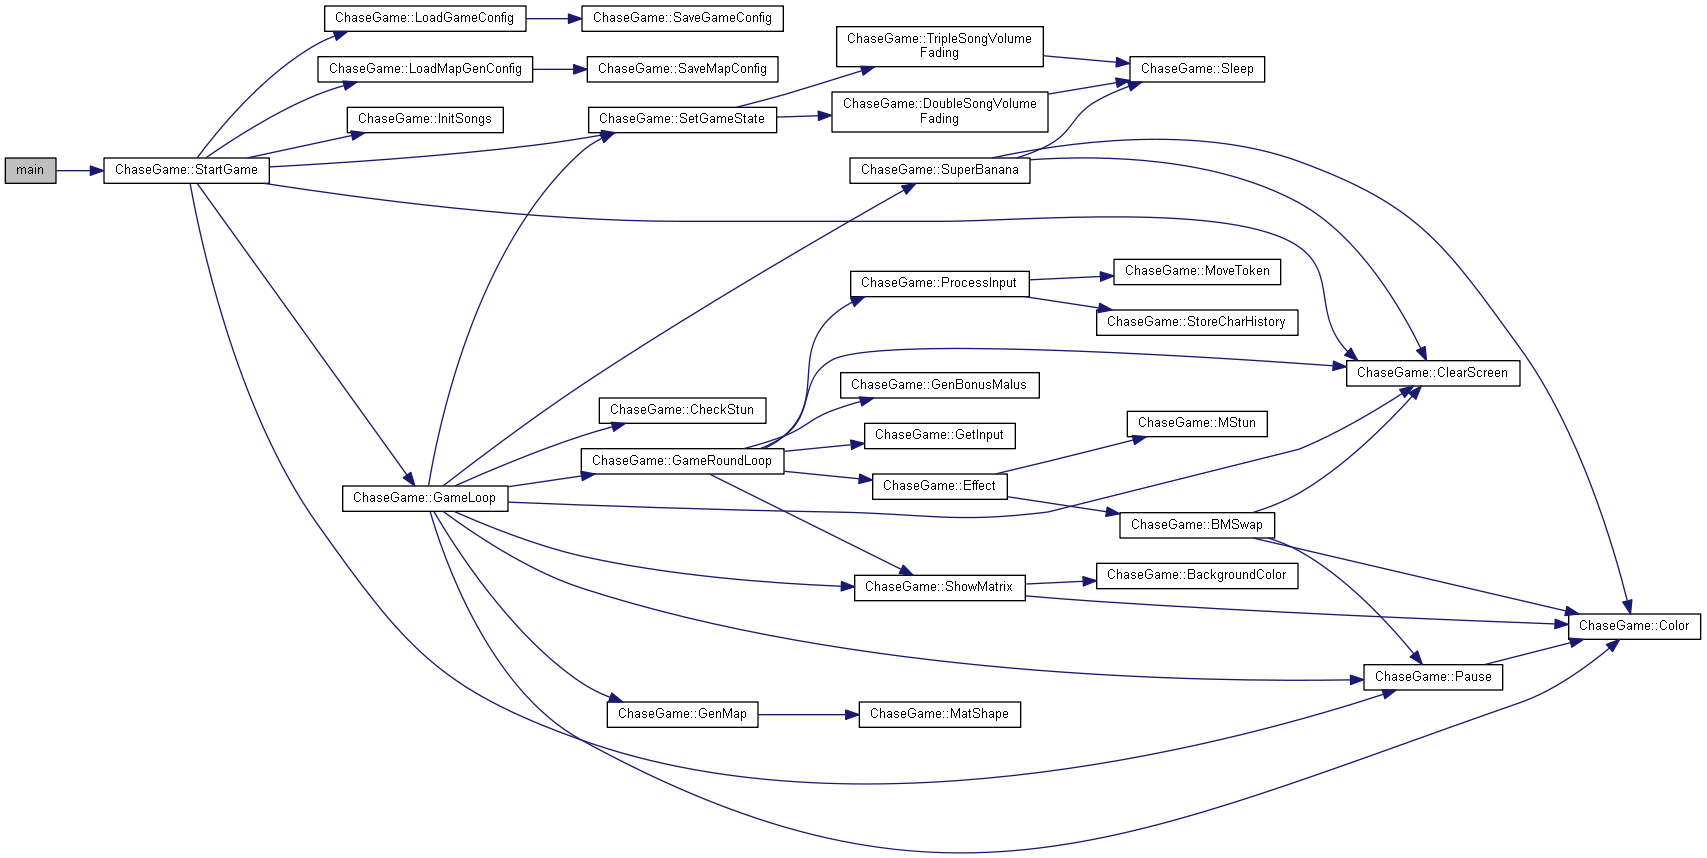 ChaseGame::LoadGameConfig
ChaseGame::SaveGameConfig
ChaseGame::TripleSongVolume
Fading
ChaseGame::LoadMapGenConfig
ChaseGame::SaveMapConfig
ChaseGame::Sleep
ChaseGame::InitSongs
ChaseGame::SetGameState
ChaseGame::DoubleSongVolume
Fading
main
ChaseGame::StartGame
ChaseGame::SuperBanana
ChaseGame::MoveToken
ChaseGame::ProcessInput
ChaseGame::StoreCharHistory
ChaseGame::ClearScreen
ChaseGame::GenBonusMalus
ChaseGame::CheckStun
ChaseGame::MStun
ChaseGame::GetInput
ChaseGame::GameRoundLoop
ChaseGame::Effect
ChaseGame::GameLoop
ChaseGame::BMSwap
ChaseGame::BackgroundColor
ChaseGame::ShowMatrix
ChaseGame::Color
ChaseGame::Pause
ChaseGame::GenMap
ChaseGame::MatShape